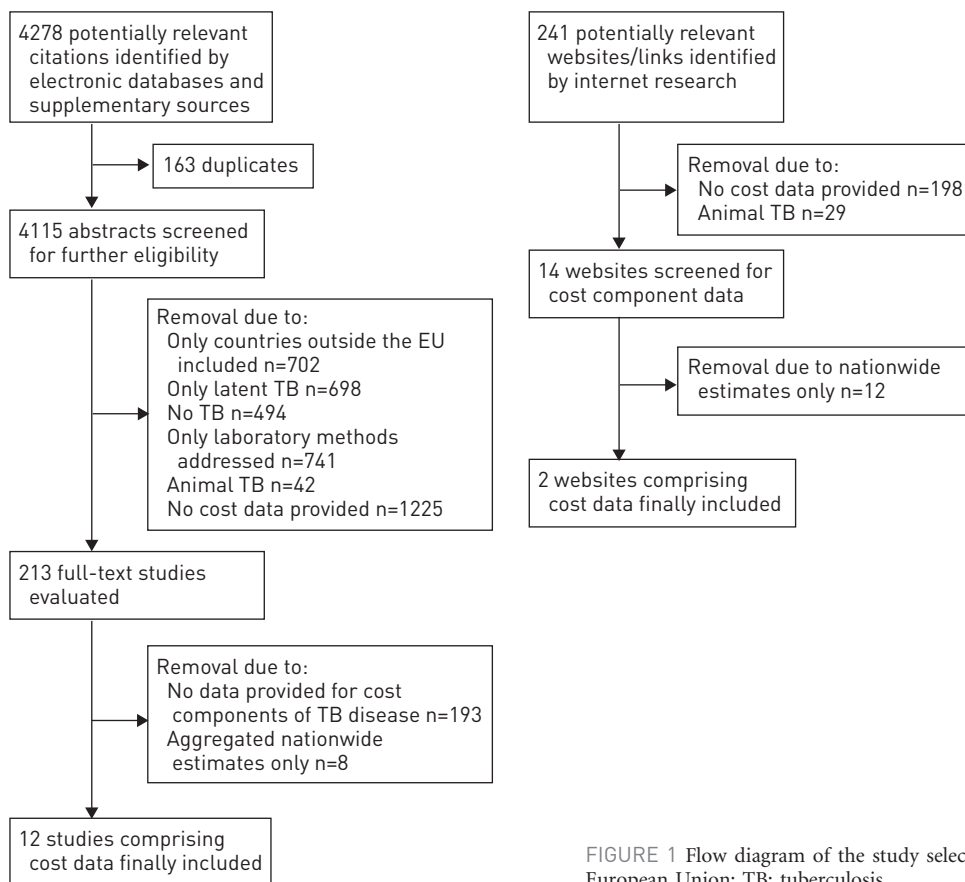 4278 potentially relevant
citations identified by
electronic databases and
supplementary sources
163 duplicates
4115 abstracts screened
for further eligibility
Removal due to:
Only countries outside the EU
included n=702
Only latent TB n=698
No TB n=494
Only laboratory methods
addressed n=741
Animal TB n=42
No cost data provided n=1225
213 full-text studies
evaluated
Removal due to:
No data provided for cost
components of TB disease n=193
Aggregated nationwide
estimates only n=8
12 studies comprising
cost data finally included
241 potentially relevant
websites/links identified
by internet research
Removal due to:
No cost data provided n=198
Animal TB n=29
14 websites screened for
cost component data
Removal due to nationwide
estimates only n=12
2 websites comprising
cost data finally included
FIGURE 1 Flow diagram of the study selec
European Union; TB: tuberculosis